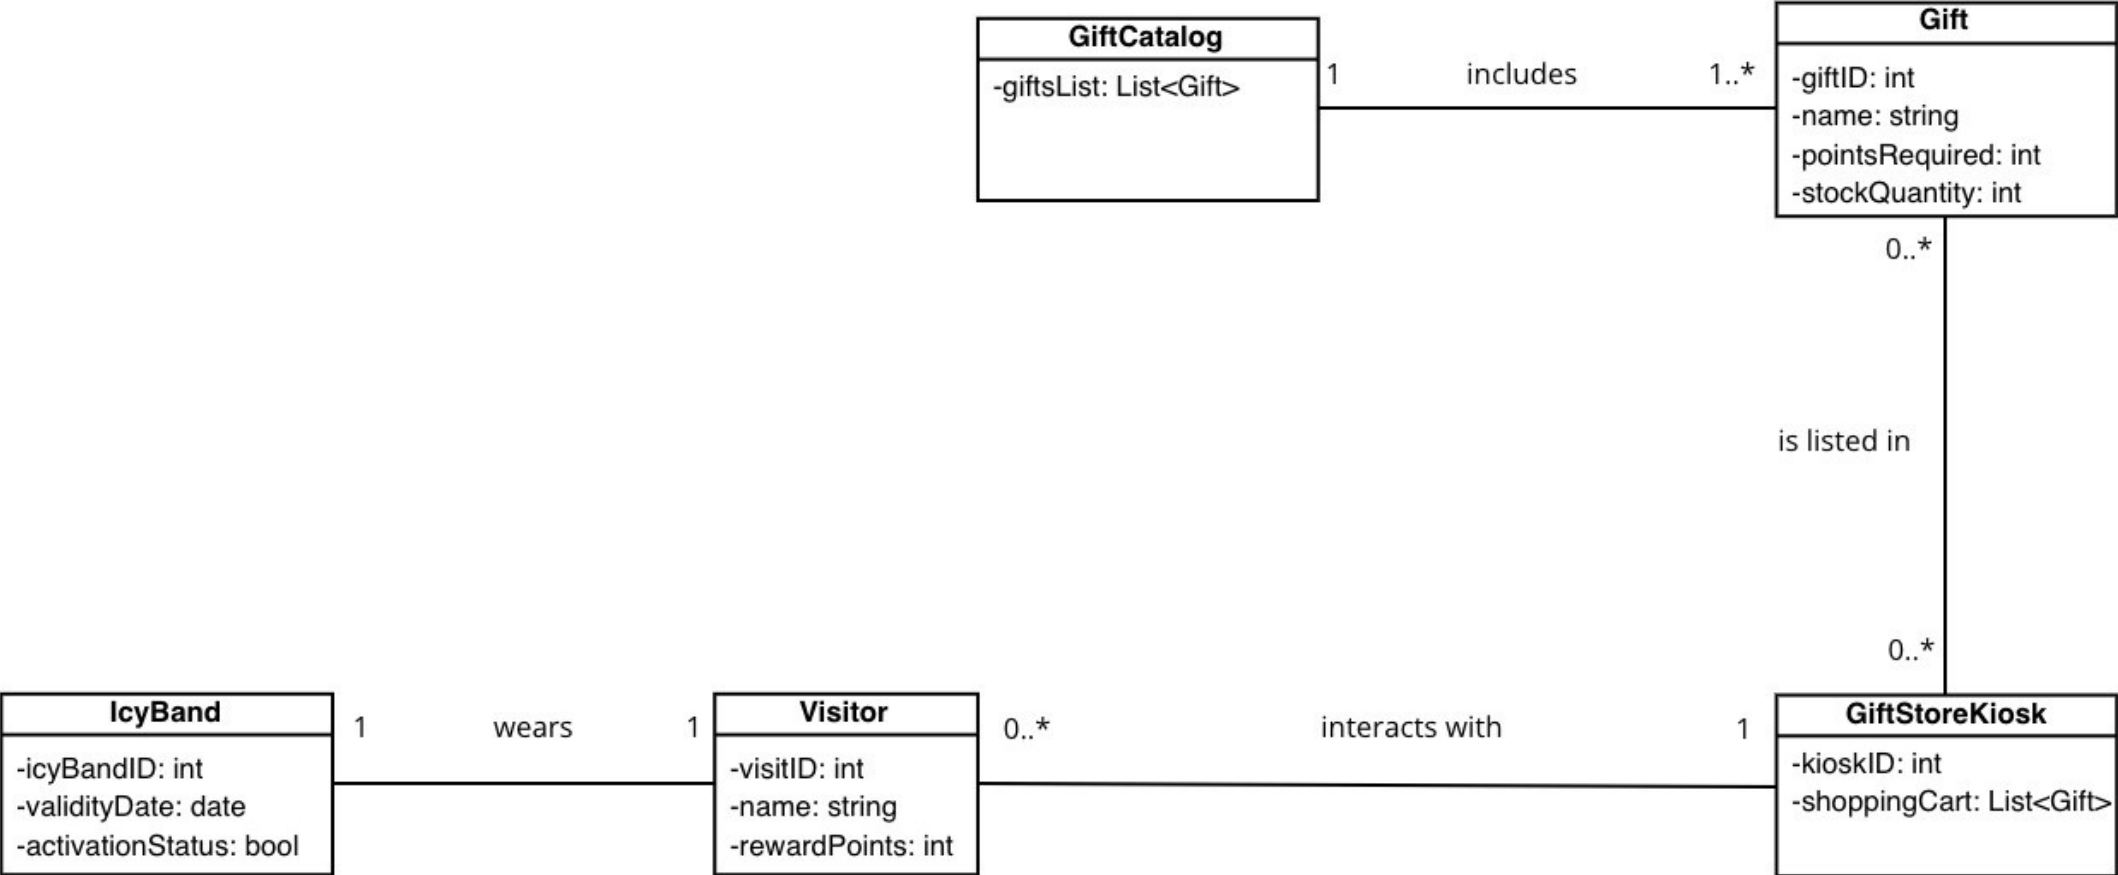 GiftCatalog
-giftsList: List<Gift>
1 includes 1..*
Gift
-giftID: int
-name: string
-pointsRequired: int
-stockQuantity: int
0..*
is listed in
0..*
IcyBand
-icyBandID: int
-validityDate: date
-activationStatus: bool
1 wears 1
Visitor
-visitID: int
-name: string
-rewardPoints: int
0..* interacts with 1
GiftStoreKiosk
-kioskID: int
-shoppingCart: List<Gift>